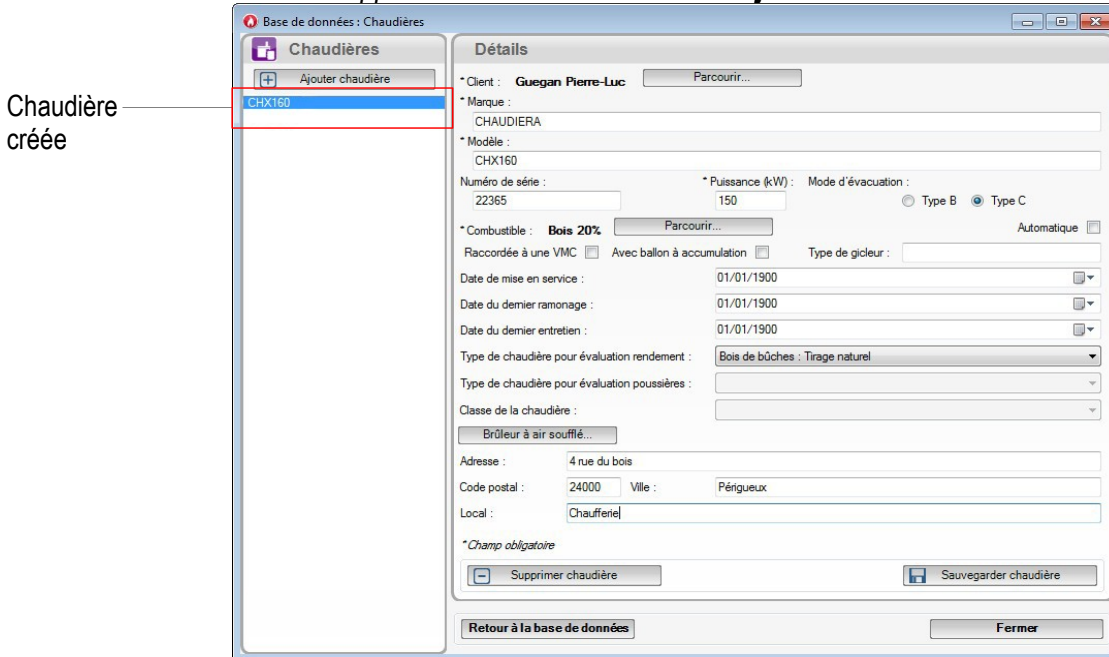 Base de données : Chaudières
Chaudière
créée
Chaudières
Ajouter chaudière
CHX160
Détails
* Client : Guegan Pierre-Luc Parcourir...
* Marque :
CHAUDIERA
* Modèle :
CHX160
Numéro de série : * Puissance (kW) : Mode d'évacuation :
22365 150 Type B Type C
* Combustible : Bois 20% Parcourir... Automatique
Raccordée à une VMC Avec ballon à accumulation Type de gicleur :
Date de mise en service : 01/01/1900
Date du dernier ramonage : 01/01/1900
Date du dernier entretien : 01/01/1900
Type de chaudière pour évaluation rendement : Bois de bûches : Tirage naturel
Type de chaudière pour évaluation poussières :
Classe de la chaudière :
Brûleur à air soufflé...
Adresse : 4 rue du bois
Code postal : 24000 Ville : Périgueux
Local : Chaufferie
* Champ obligatoire
Supprimer chaudière Sauvegarder chaudière
Retour à la base de données Fermer